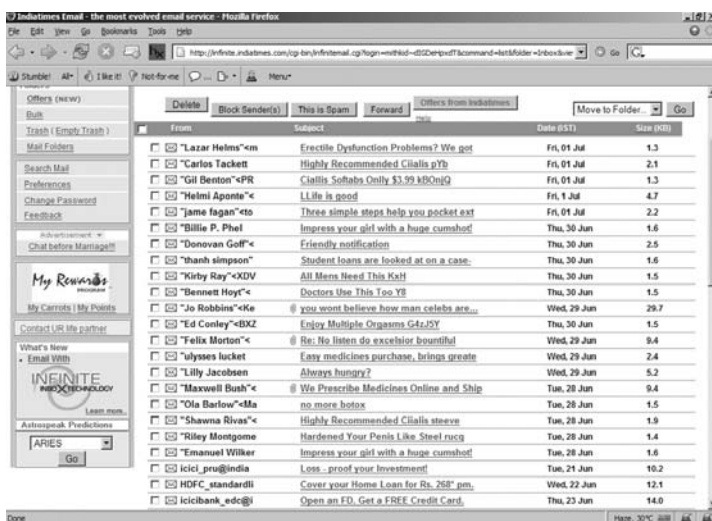 Indiatimes Email - the most evolved email service - Mozilla Firefox
File Edit View Go Bookmarks Tools Help
http://infinite.indiatimes.com/cgi-bin/infinitemail.cgi?login=
Go
Stumble! All I like it! Not-for-me Menu
Folders
Offers (NEW)
Bulk
Trash ( Empty Trash )
Mail Folders
Search Mail
Preferences
Change Password
Feedback
Advertisement
Chat before Marriage!!!
My Rewards
PROGRAM
My Carrots | My Points
Contact UR life partner
What's New
Email With
INFINITE
INBOX TECHNOLOGY
Learn more..
Astrospeak Predictions
ARIES
Go
Delete Block Sender(s) This is Spam Forward Offers from Indiatimes Move to Folder... Go
Help
From Subject Date (IST) Size (KB)
"Lazar Helms"<m Erectile Dysfunction Problems? We got Fri, 01 Jul 1.3
"Carlos Tackett Highly Recommended Ciialis pYb Fri, 01 Jul 2.1
"Gil Benton"<PR Ciallis Softabs Onlly $3.99 kBOnjQ Fri, 01 Jul 1.3
"Helmi Aponte"< LLife is good Fri, 1 Jul 4.7
"jame fagan"<to Three simple steps help you pocket ext Fri, 01 Jul 2.2
"Billie P. Phel Impress your girl with a huge cumshot! Thu, 30 Jun 1.6
"Donovan Goff"< Friendly notification Thu, 30 Jun 2.5
"thanh simpson" Student loans are looked at on a case- Thu, 30 Jun 1.6
"Kirby Ray"<XDV All Mens Need This KxH Thu, 30 Jun 1.5
"Bennett Hoyt"< Doctors Use This Too Y8 Thu, 30 Jun 1.5
"Jo Robbins"<Ke you wont believe how man celebs are... Wed, 29 Jun 29.7
"Ed Conley"<BXZ Enjoy Multiple Orgasms G4zJ5Y Thu, 30 Jun 1.5
"Felix Morton"< Re: No listen do excelsior bountiful Wed, 29 Jun 9.4
"ulysses lucket Easy medicines purchase, brings greate Wed, 29 Jun 2.4
"Lilly Jacobsen Always hungry? Wed, 29 Jun 5.2
"Maxwell Bush"< We Prescribe Medicines Online and Ship Tue, 28 Jun 9.4
"Ola Barlow"<Ma no more botox Tue, 28 Jun 1.5
"Shawna Rivas"< Highly Recommended Ciialis steeve Tue, 28 Jun 1.9
"Riley Montgome Hardened Your Penis Like Steel rucq Tue, 28 Jun 1.4
"Emanuel Wilker Impress your girl with a huge cumshot! Tue, 28 Jun 1.6
icici_pru@india Loss - proof your Investment! Tue, 21 Jun 10.2
HDFC_standardli Cover your Home Loan for Rs. 268* pm. Wed, 22 Jun 12.1
icicibank_edc@i Open an FD. Get a FREE Credit Card. Thu, 23 Jun 14.0
Done Haze, 30°C